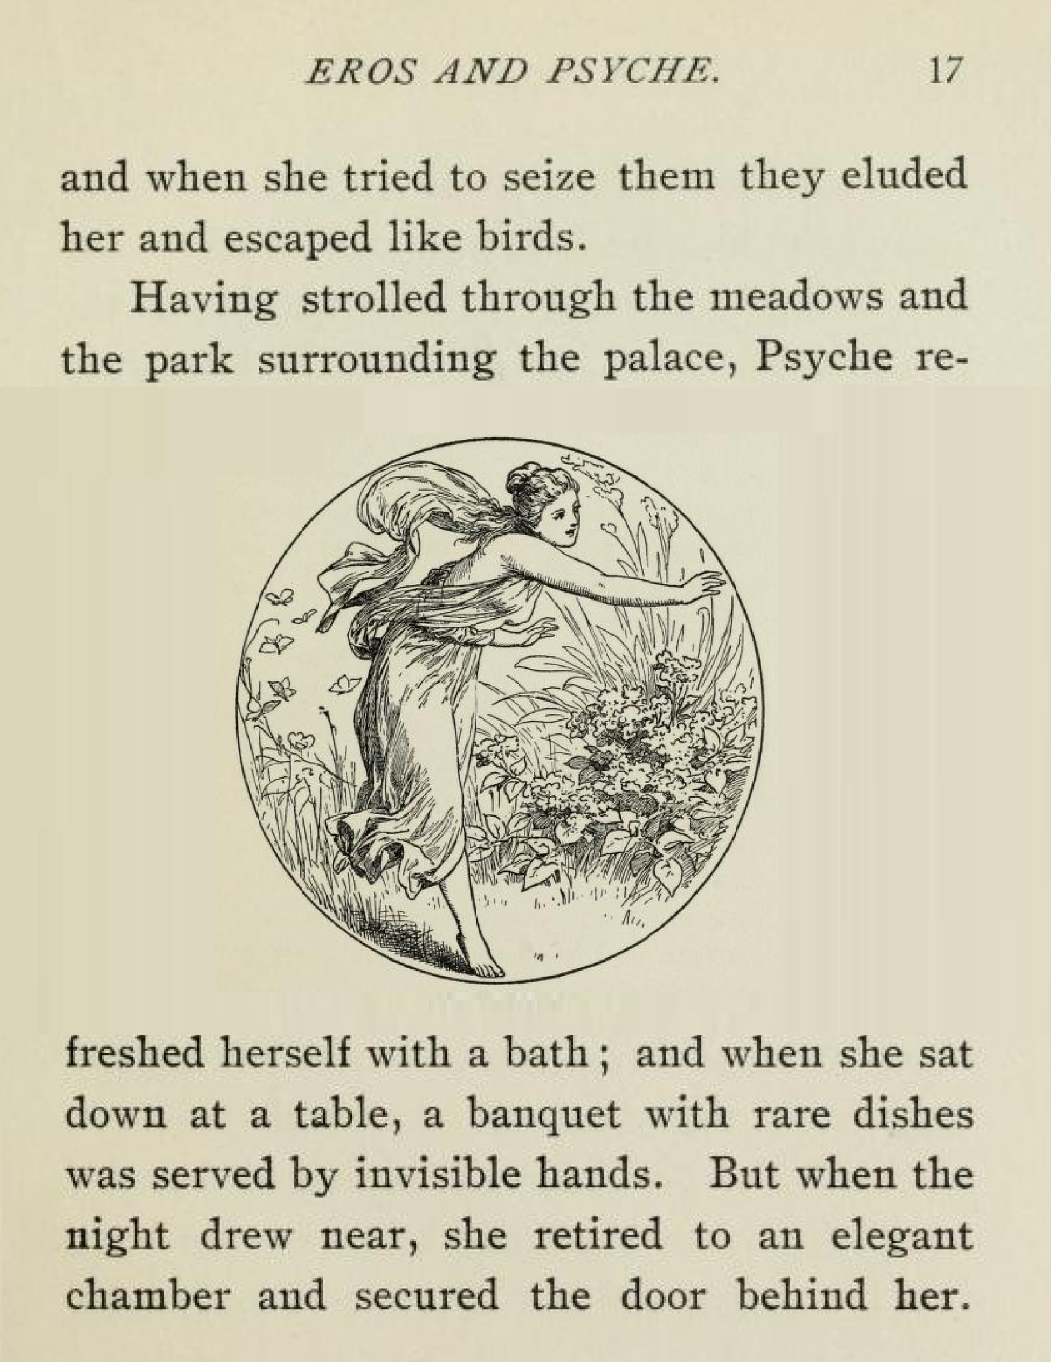 EROS AND PSYCHE. 17
and when she tried to seize them they eluded
her and escaped like birds.
Having strolled through the meadows and
the park surrounding the palace, Psyche re-
freshed herself with a bath ; and when she sat
down at a table, a banquet with rare dishes
was served by invisible hands. But when the
night drew near, she retired to an elegant
chamber and secured the door behind her.